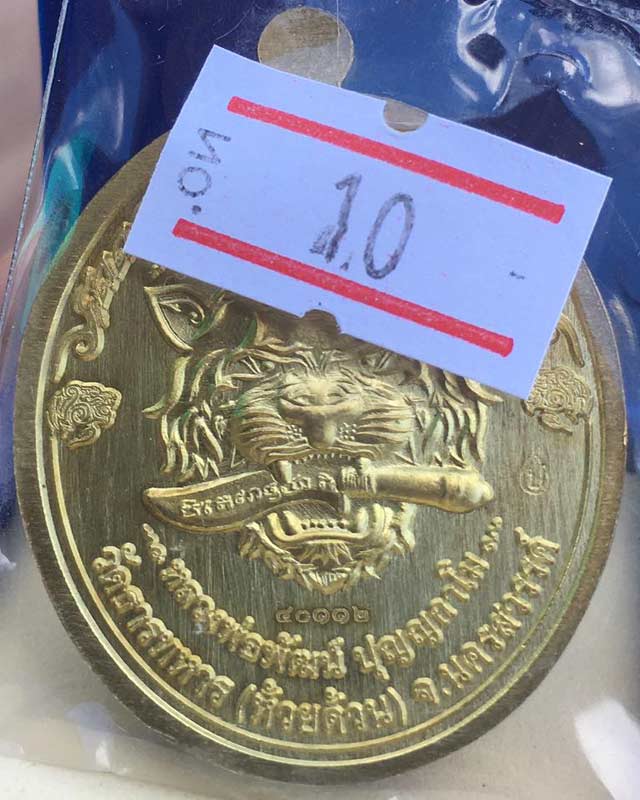 ทอ.
10
๔๐๑๑๒
หลวงพ่อพัฒน์ ปุญฺญกาโม
วัดธารทหาร (ห้วยด้วน) จ.นครสวรรค์